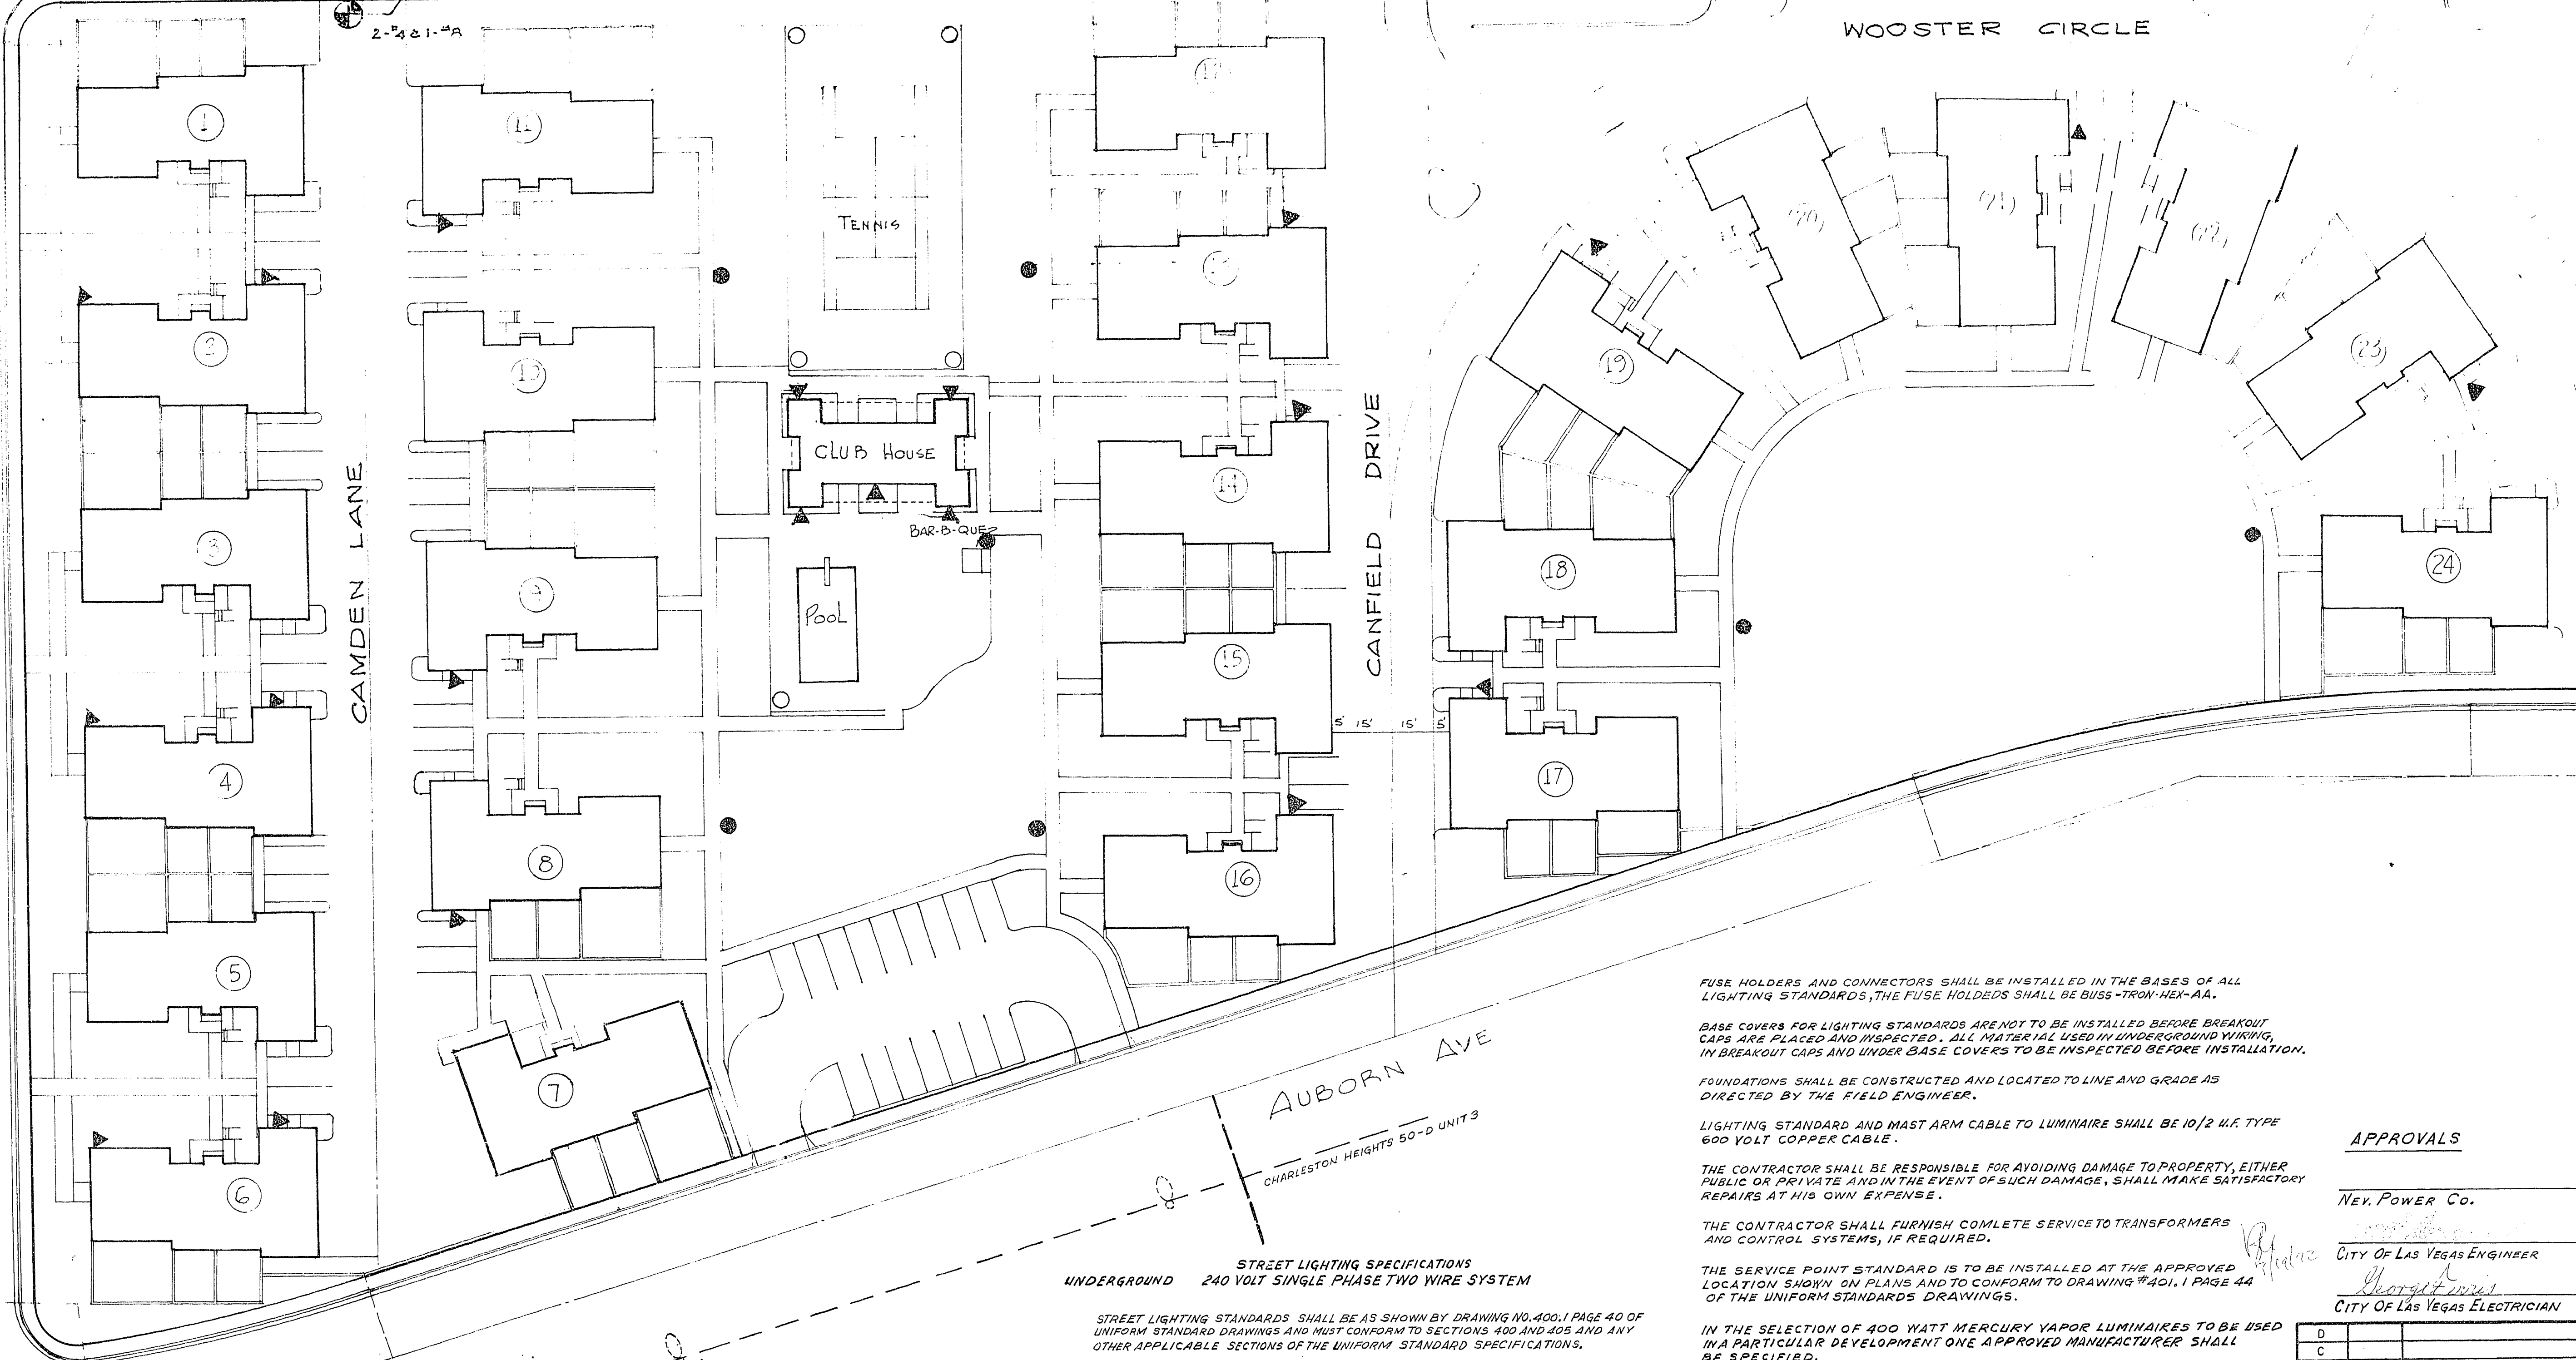 2-#4&1-#8
WOOSTER CIRCLE
1
11
12
TENNIS
13
20
21
22
2
10
19
23
CLUB HOUSE
BAR-B-QUE
CAMDEN LANE
CANFIELD DRIVE
3
9
POOL
14
18
24
15
5' 15' 15' 5'
4
8
16
17
5
7
6
AUBORN AVE
CHARLESTON HEIGHTS 50-D UNIT 3
STREET LIGHTING SPECIFICATIONS
UNDERGROUND 240 VOLT SINGLE PHASE TWO WIRE SYSTEM
STREET LIGHTING STANDARDS SHALL BE AS SHOWN BY DRAWING NO. 400.1 PAGE 40 OF
UNIFORM STANDARD DRAWINGS AND MUST CONFORM TO SECTIONS 400 AND 405 AND ANY
OTHER APPLICABLE SECTIONS OF THE UNIFORM STANDARD SPECIFICATIONS.
FUSE HOLDERS AND CONNECTORS SHALL BE INSTALLED IN THE BASES OF ALL
LIGHTING STANDARDS, THE FUSE HOLDEDS SHALL BE BUSS-TRON-HEX-AA.
BASE COVERS FOR LIGHTING STANDARDS ARE NOT TO BE INSTALLED BEFORE BREAKOUT
CAPS ARE PLACED AND INSPECTED. ALL MATERIAL USED IN UNDERGROUND WIRING,
IN BREAKOUT CAPS AND UNDER BASE COVERS TO BE INSPECTED BEFORE INSTALLATION.
FOUNDATIONS SHALL BE CONSTRUCTED AND LOCATED TO LINE AND GRADE AS
DIRECTED BY THE FIELD ENGINEER.
LIGHTING STANDARD AND MAST ARM CABLE TO LUMINAIRE SHALL BE 10/2 U.F. TYPE
600 VOLT COPPER CABLE.
THE CONTRACTOR SHALL BE RESPONSIBLE FOR AVOIDING DAMAGE TO PROPERTY, EITHER
PUBLIC OR PRIVATE AND IN THE EVENT OF SUCH DAMAGE, SHALL MAKE SATISFACTORY
REPAIRS AT HIS OWN EXPENSE.
THE CONTRACTOR SHALL FURNISH COMLETE SERVICE TO TRANSFORMERS
AND CONTROL SYSTEMS, IF REQUIRED.
THE SERVICE POINT STANDARD IS TO BE INSTALLED AT THE APPROVED
LOCATION SHOWN ON PLANS AND TO CONFORM TO DRAWING #401.1 PAGE 44
OF THE UNIFORM STANDARDS DRAWINGS.
IN THE SELECTION OF 400 WATT MERCURY VAPOR LUMINAIRES TO BE USED
IN A PARTICULAR DEVELOPMENT ONE APPROVED MANUFACTURER SHALL
BE SPECIFIED.
APPROVALS
NEV. POWER CO.
CITY OF LAS VEGAS ENGINEER
CITY OF LAS VEGAS ELECTRICIAN
D
C